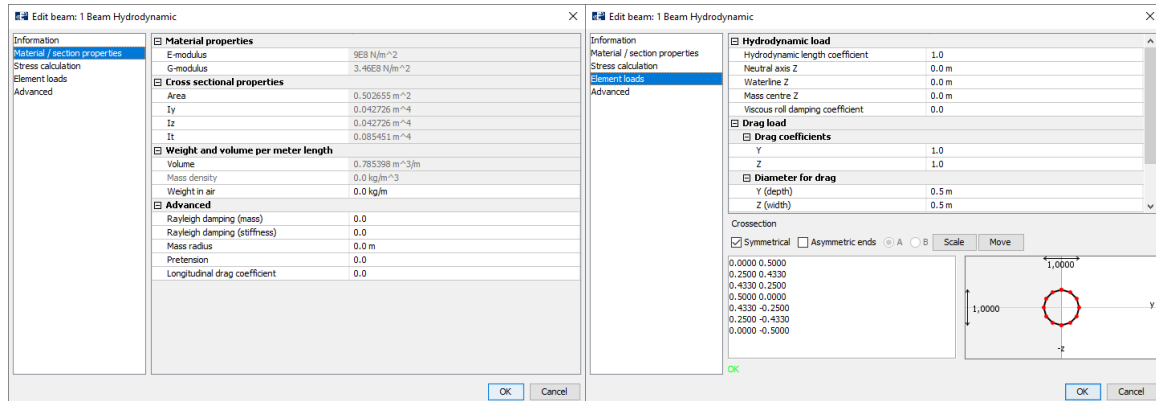 Edit beam: 1 Beam Hydrodynamic
Information
Material / section properties
Stress calculation
Element loads
Advanced
Material properties
E-modulus 9E8 N/m^2
G-modulus 3.46E8 N/m^2
Cross sectional properties
Area 0.502655 m^2
Iy 0.042726 m^4
Iz 0.042726 m^4
It 0.085451 m^4
Weight and volume per meter length
Volume 0.785398 m^3/m
Mass density 0.0 kg/m^3
Weight in air 0.0 kg/m
Advanced
Rayleigh damping (mass) 0.0
Rayleigh damping (stiffness) 0.0
Mass radius 0.0 m
Pretension 0.0
Longitudinal drag coefficient 0.0
OK Cancel
Edit beam: 1 Beam Hydrodynamic
Information
Material / section properties
Stress calculation
Element loads
Advanced
Hydrodynamic load
Hydrodynamic length coefficient 1.0
Neutral axis Z 0.0 m
Waterline Z 0.0 m
Mass centre Z 0.0 m
Viscous roll damping coefficient 0.0
Drag load
Drag coefficients
Y 1.0
Z 1.0
Diameter for drag
Y (depth) 0.5 m
Z (width) 0.5 m
Crossection
Symmetrical Asymmetric ends A B Scale Move
0.0000 0.5000
0.2500 0.4330
0.4330 0.2500
0.5000 0.0000
0.4330 -0.2500
0.2500 -0.4330
0.0000 -0.5000
1,0000
1,0000
y
-z
OK
OK Cancel